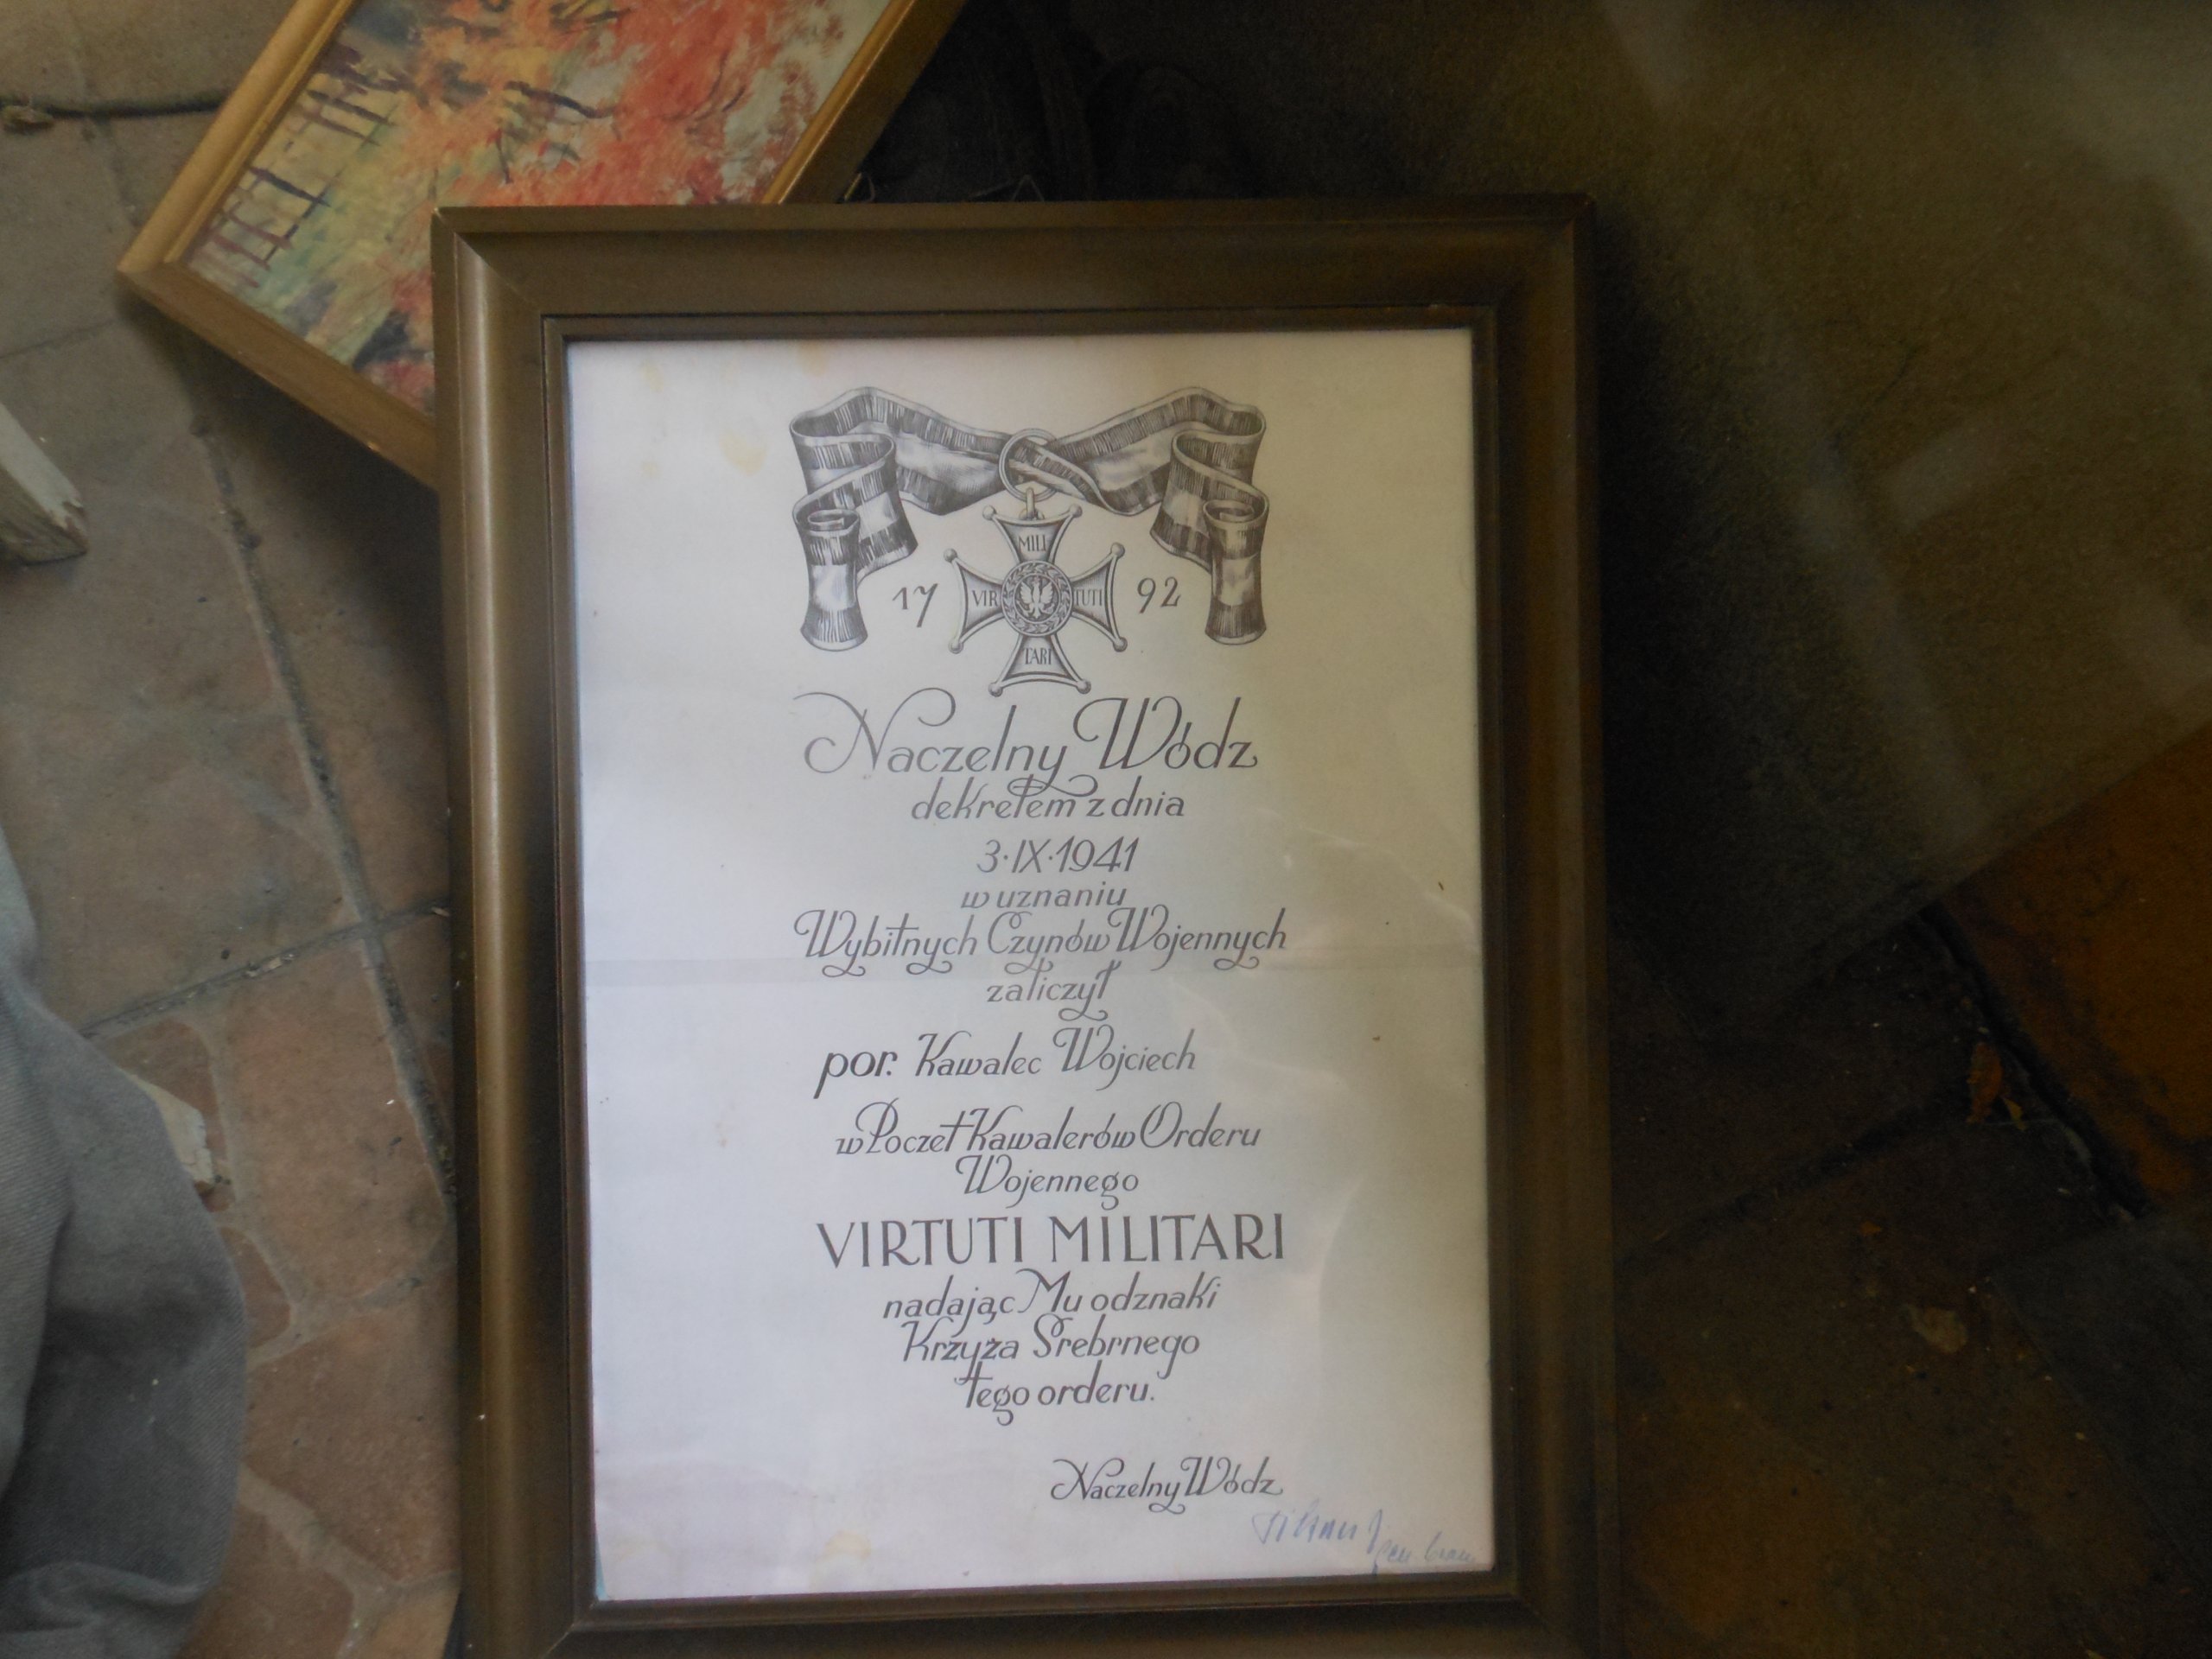 MILI
17 VIR TUTI 92
TARI
Naczelny Wódz
dekretem z dnia
3·IX·1941
w uznaniu
Wybitnych Czynów Wojennych
zaliczył
por. Kawalec Wojciech
w Poczet Kawalerów Orderu
Wojennego
VIRTUTI MILITARI
nadając Mu odznaki
Krzyża Srebrnego
tego orderu.
Naczelny Wódz